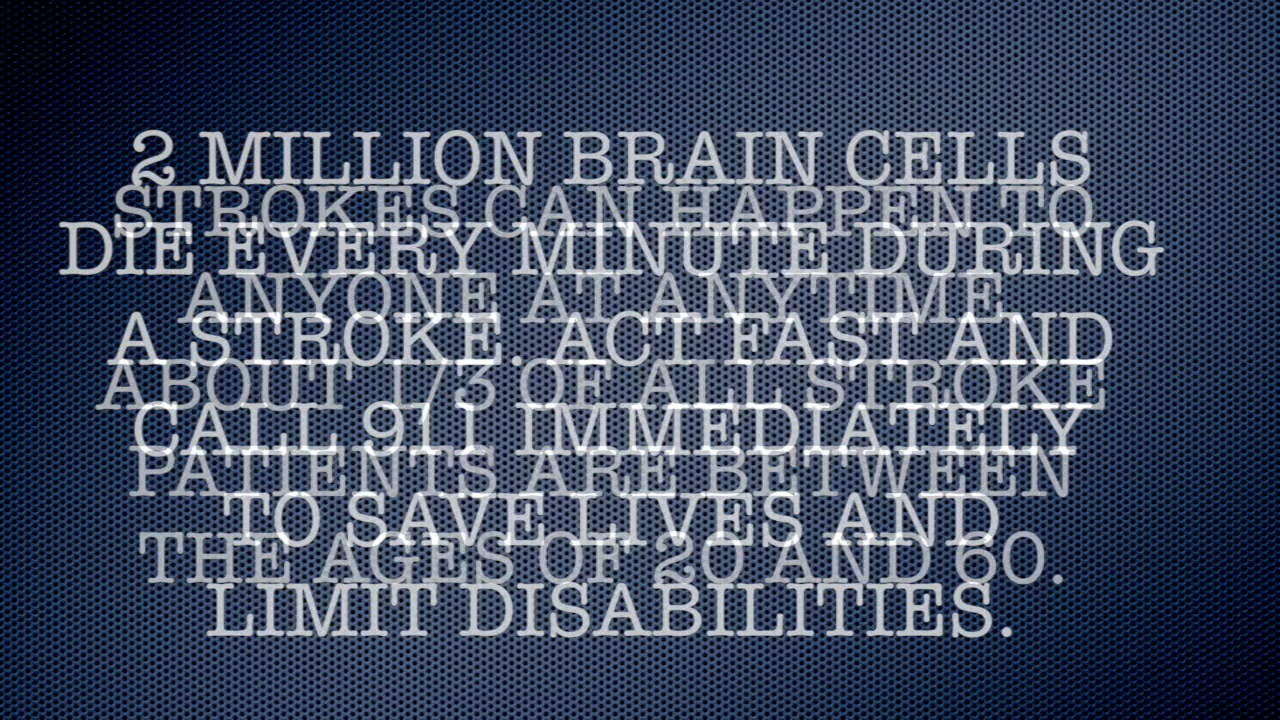 2 MILLION BRAIN CELLS
DIE EVERY MINUTE DURING
A STROKE. ACT FAST AND
CALL 911 IMMEDIATELY
TO SAVE LIVES AND
LIMIT DISABILITIES.
STROKES CAN HAPPEN TO
ANYONE AT ANYTIME
ABOUT 1/3 OF ALL STROKE
PATIENTS ARE BETWEEN
THE AGES OF 20 AND 60.